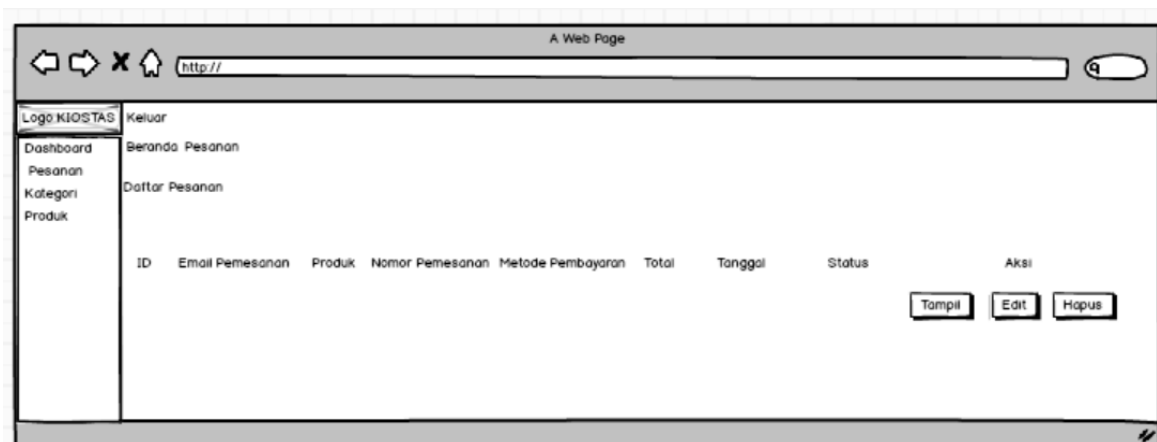 A Web Page
http://
Logo KIOSTAS Keluar
Dashboard
Pesanan
Kategori
Produk
Beranda Pesanan
Daftar Pesanan
ID Email Pemesanan Produk Nomor Pemesanan Metode Pembayaran Total Tanggal Status Aksi
Tampil Edit Hapus